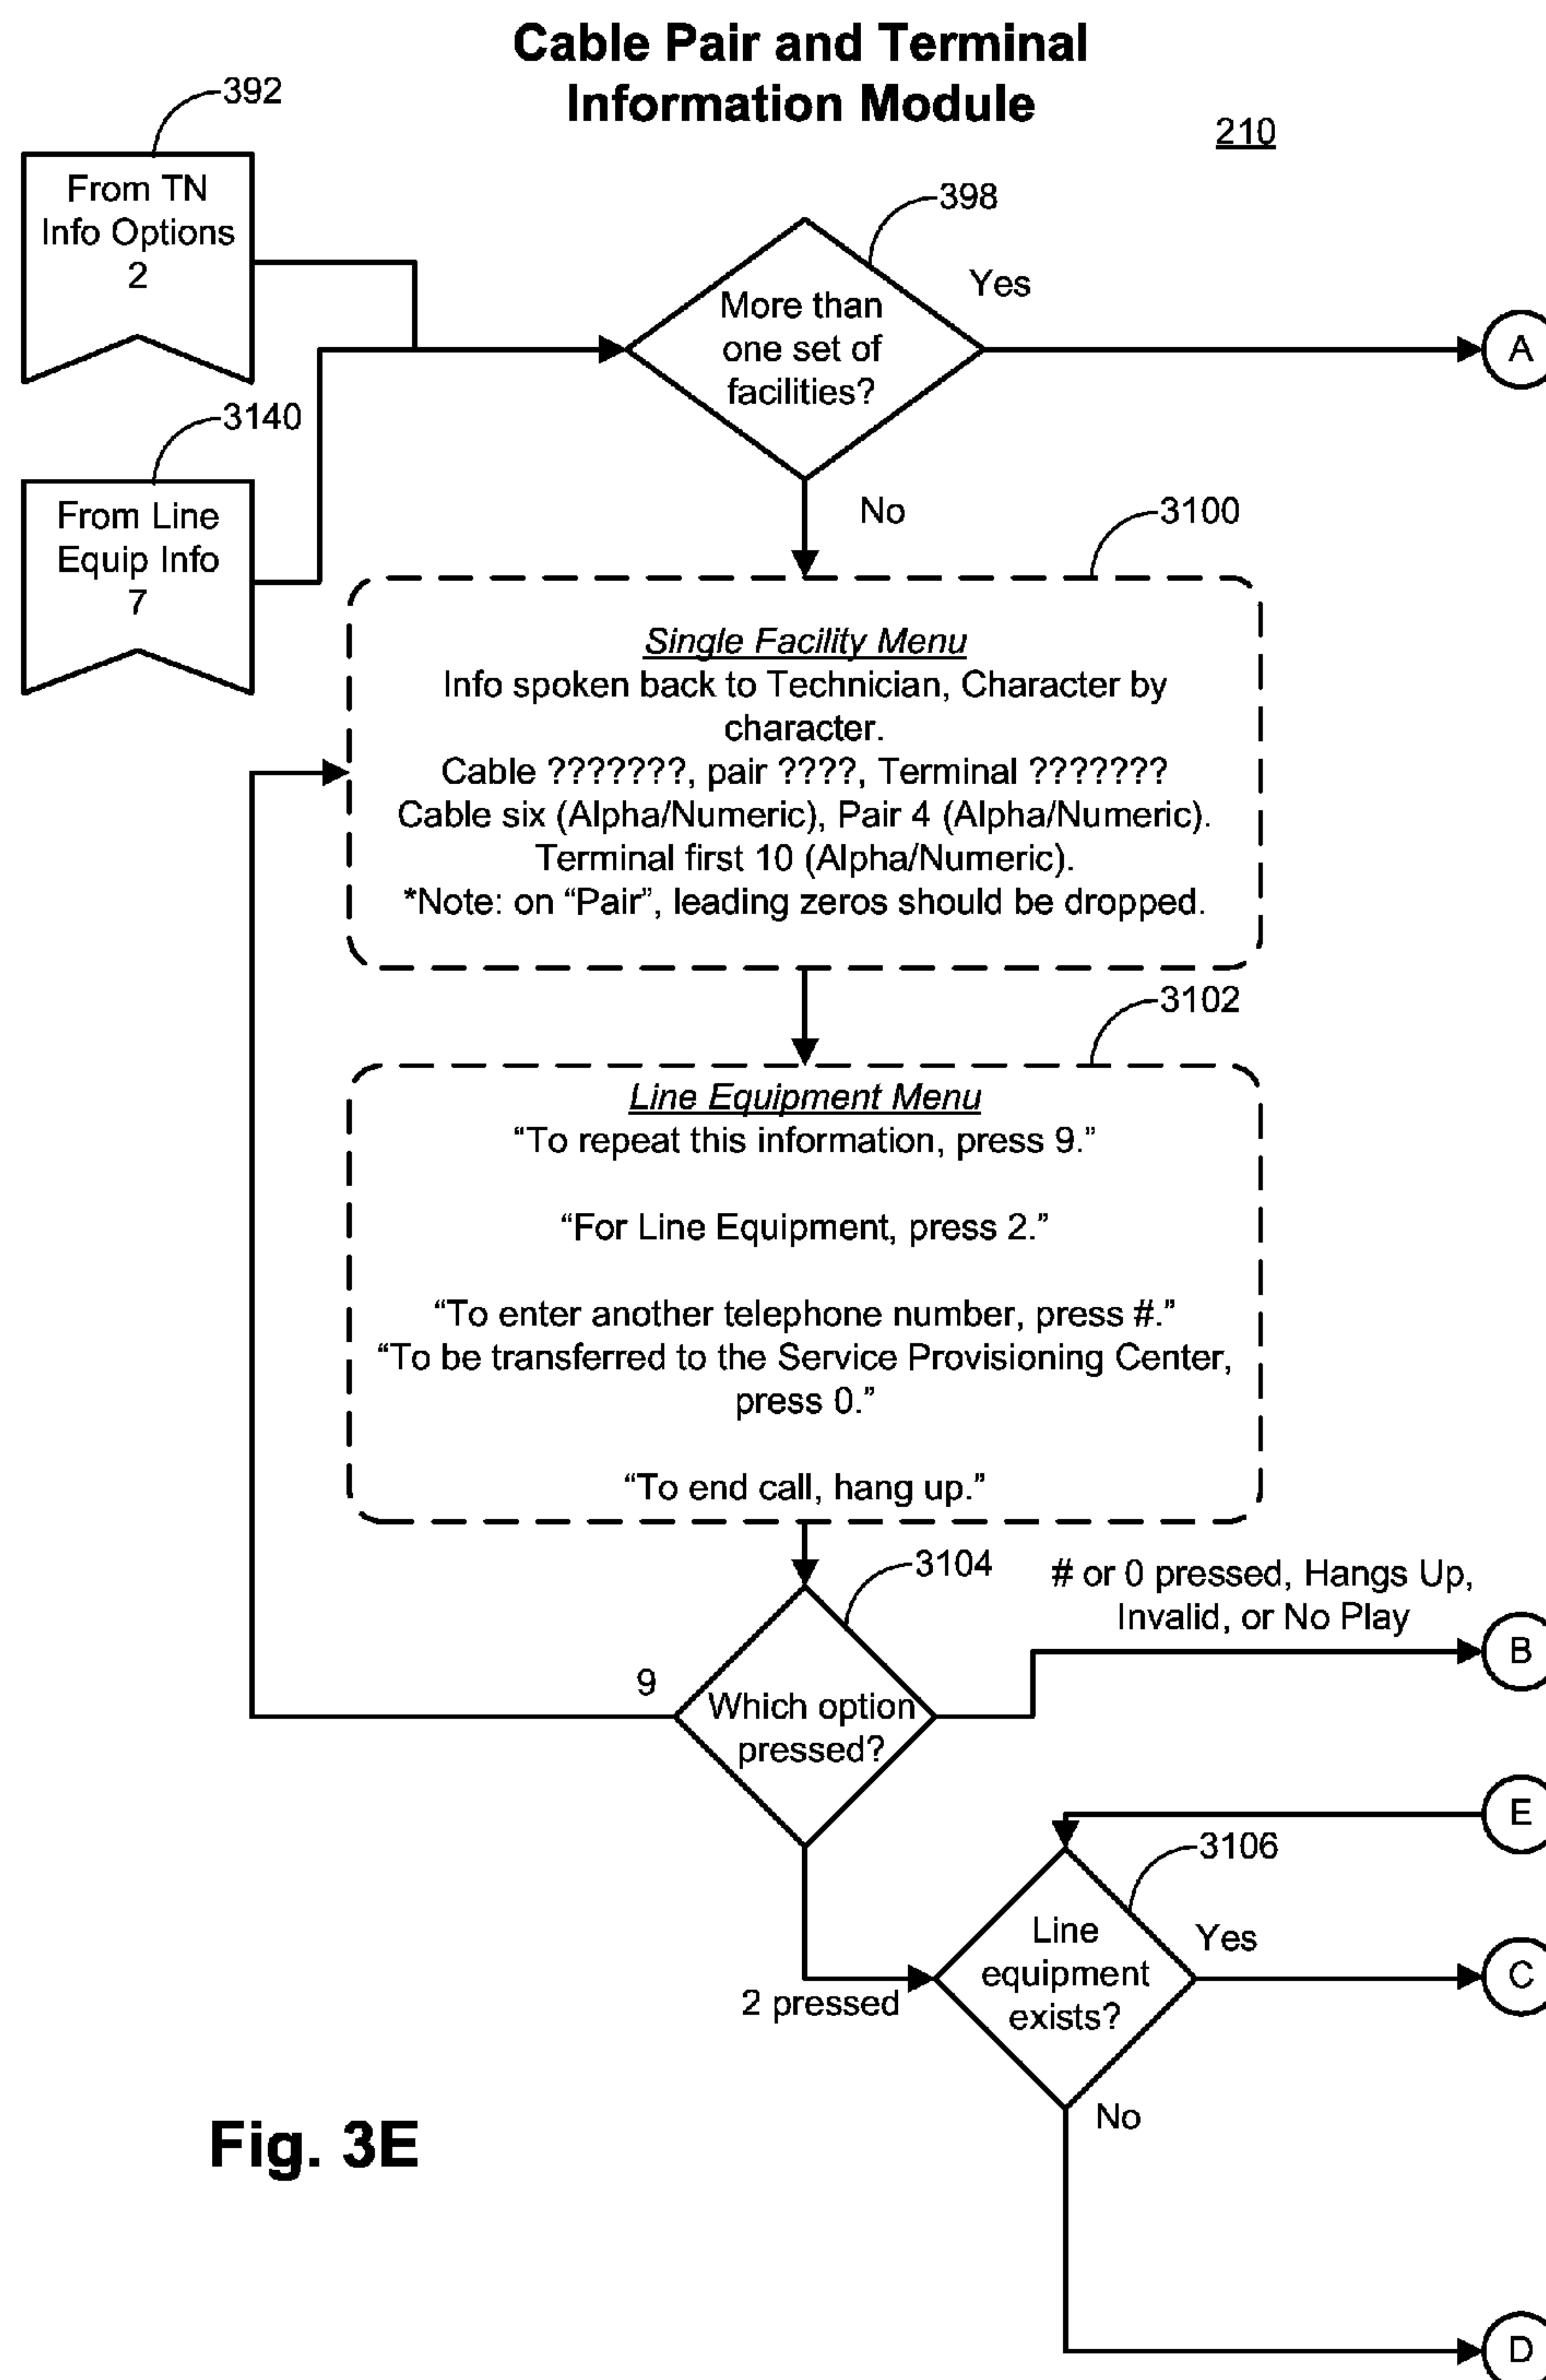 Cable Pair and Terminal
Information Module
210
392
From TN
Info Options
2
398
More than
one set of
facilities?
Yes
A
3140
From Line
Equip Info
7
No
3100
Single Facility Menu
Info spoken back to Technician, Character by
character.
Cable ???????, pair ????, Terminal ???????
Cable six (Alpha/Numeric), Pair 4 (Alpha/Numeric).
Terminal first 10 (Alpha/Numeric).
*Note: on “Pair”, leading zeros should be dropped.
3102
Line Equipment Menu
“To repeat this information, press 9.”
“For Line Equipment, press 2.”
“To enter another telephone number, press #.”
“To be transferred to the Service Provisioning Center,
press 0.”
“To end call, hang up.”
3104
# or 0 pressed, Hangs Up,
Invalid, or No Play
B
9
Which option
pressed?
E
3106
Line
equipment
exists?
Yes
C
2 pressed
No
Fig. 3E
D